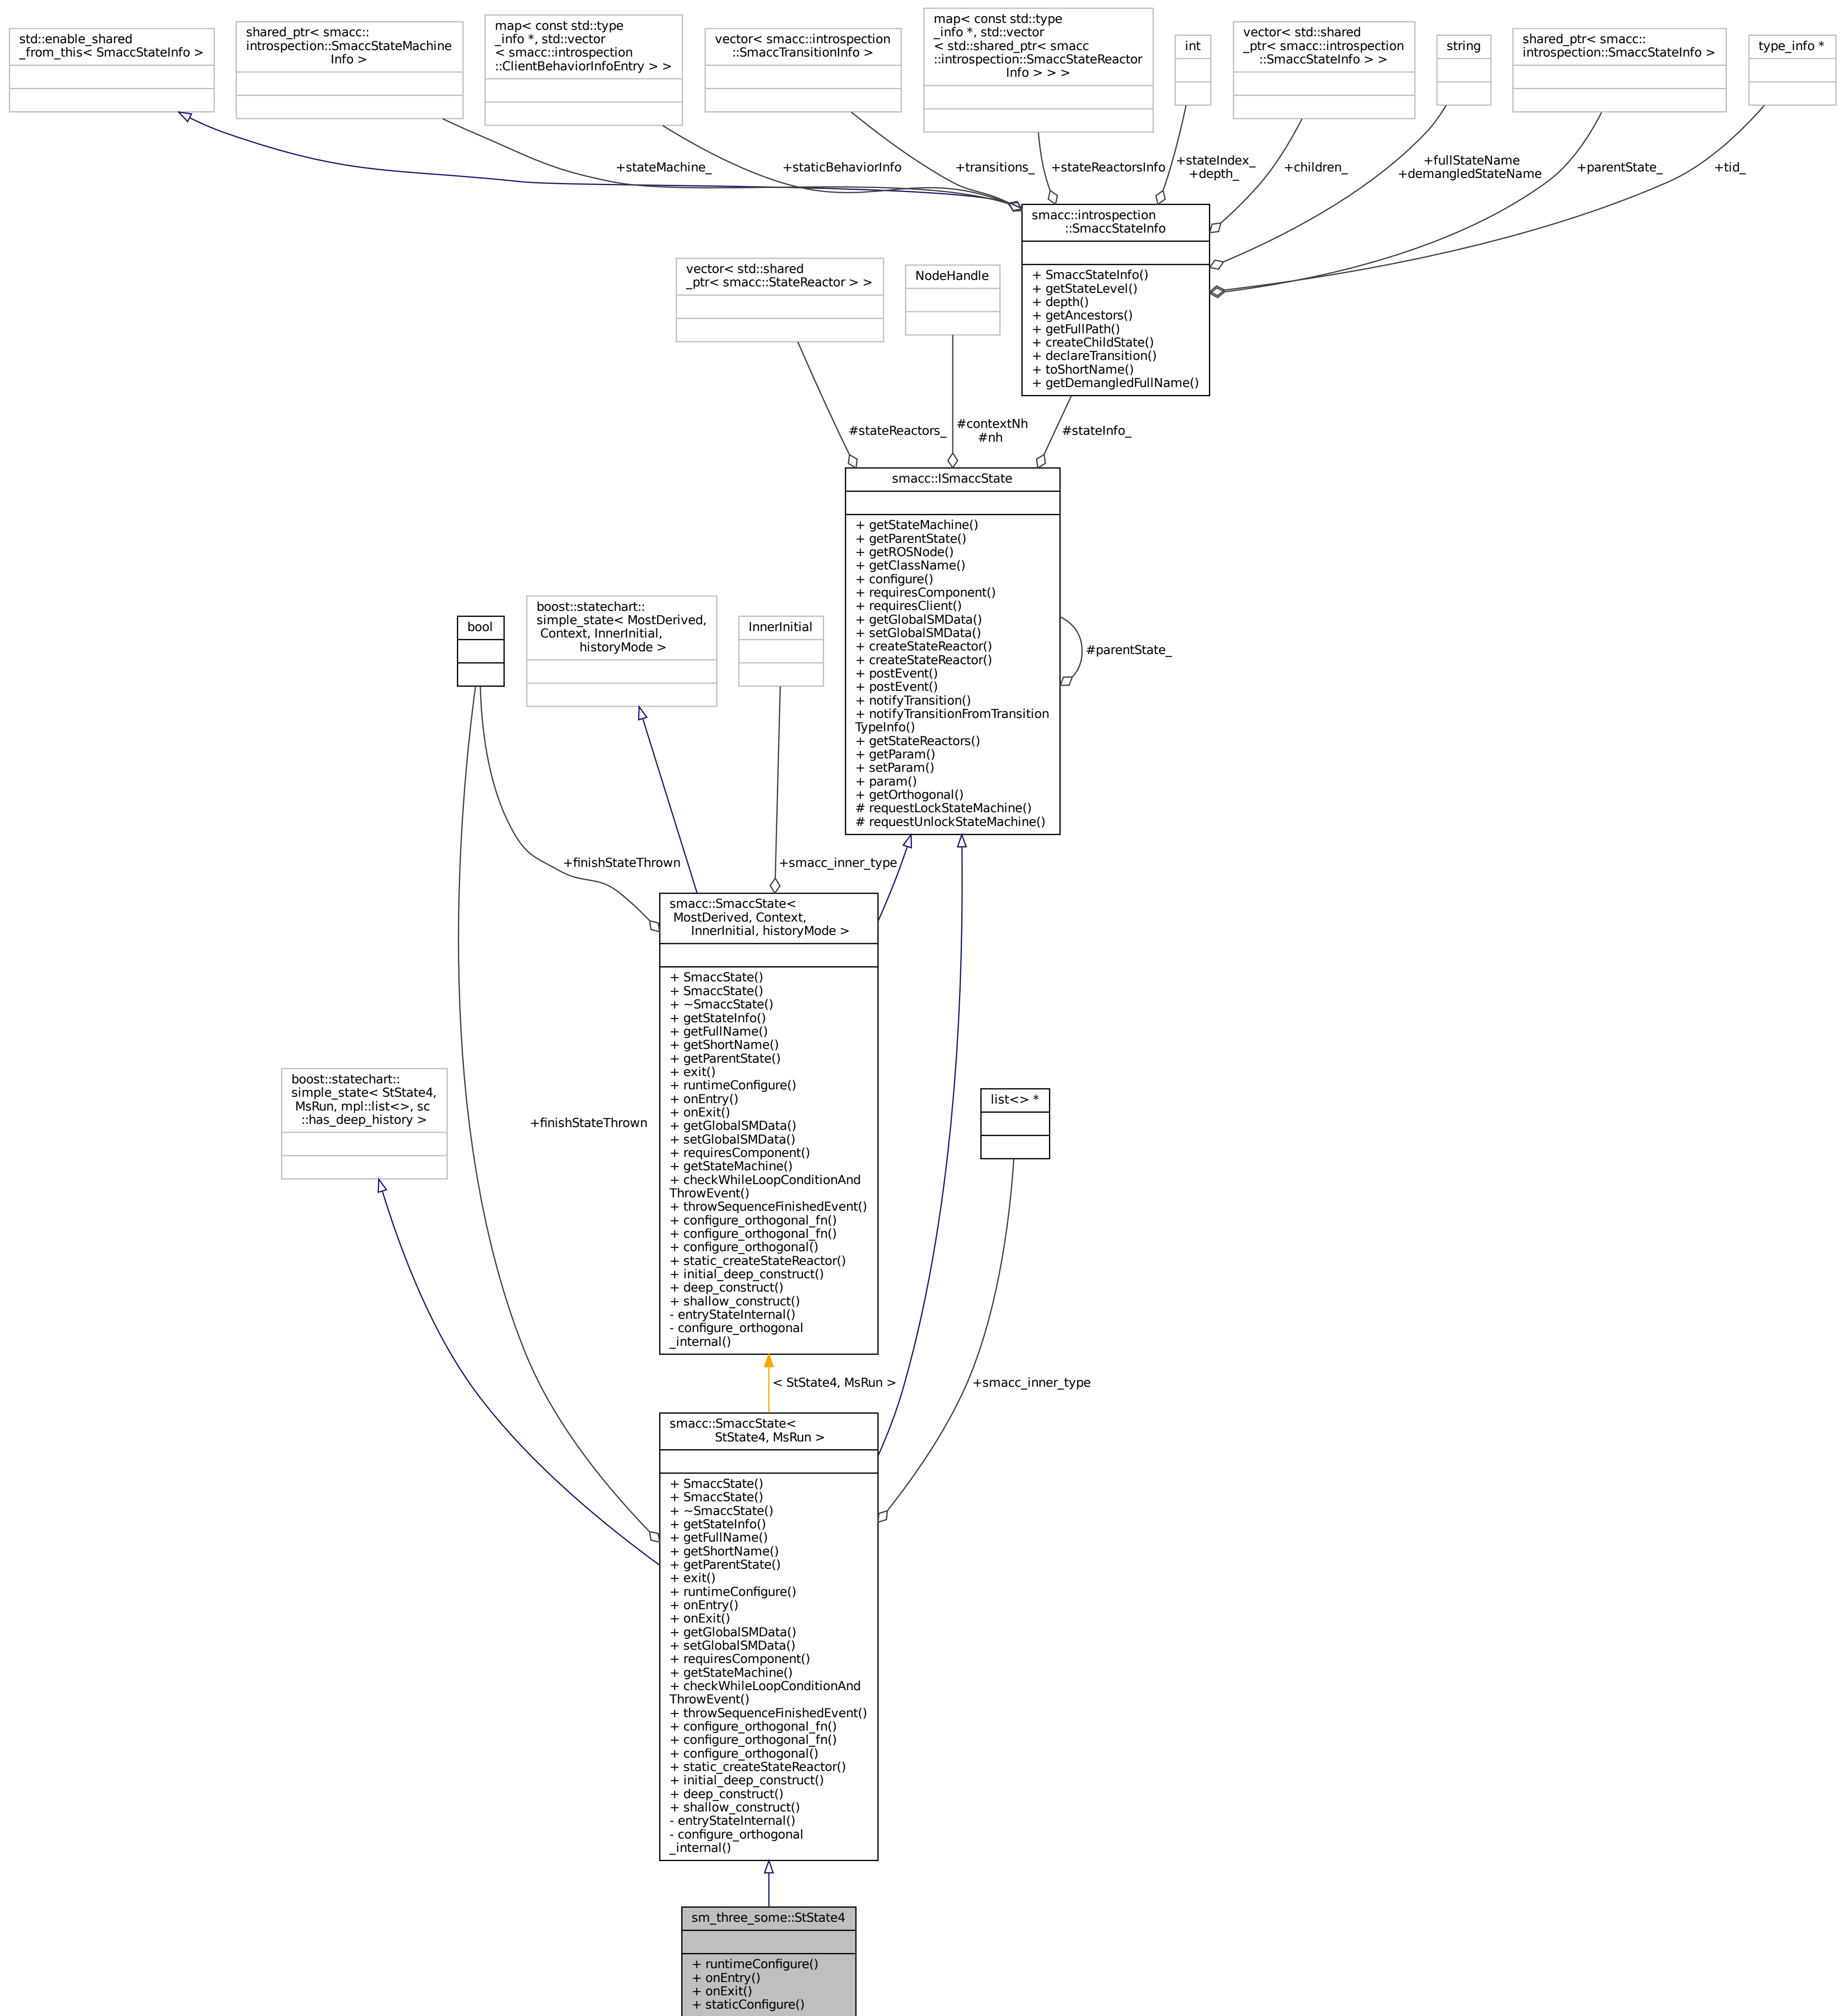 std::enable_shared
_from_this< SmaccStateInfo >
shared_ptr< smacc::
introspection::SmaccStateMachine
Info >
map< const std::type
_info *, std::vector
< smacc::introspection
::ClientBehaviorInfoEntry > >
vector< smacc::introspection
::SmaccTransitionInfo >
map< const std::type
_info *, std::vector
< std::shared_ptr< smacc
::introspection::SmaccStateReactor
Info > > >
int
vector< std::shared
_ptr< smacc::introspection
::SmaccStateInfo > >
string
shared_ptr< smacc::
introspection::SmaccStateInfo >
type_info *
+stateMachine_
+staticBehaviorInfo
+transitions_
+stateReactorsInfo
+stateIndex_
+depth_
+children_
+fullStateName
+demangledStateName
+parentState_
+tid_
smacc::introspection
::SmaccStateInfo
+ SmaccStateInfo()
+ getStateLevel()
+ depth()
+ getAncestors()
+ getFullPath()
+ createChildState()
+ declareTransition()
+ toShortName()
+ getDemangledFullName()
vector< std::shared
_ptr< smacc::StateReactor > >
NodeHandle
#stateReactors_
#contextNh
#nh
#stateInfo_
smacc::ISmaccState
+ getStateMachine()
+ getParentState()
+ getROSNode()
+ getClassName()
+ configure()
+ requiresComponent()
+ requiresClient()
+ getGlobalSMData()
+ setGlobalSMData()
+ createStateReactor()
+ createStateReactor()
+ postEvent()
+ postEvent()
+ notifyTransition()
+ notifyTransitionFromTransition
TypeInfo()
+ getStateReactors()
+ getParam()
+ setParam()
+ param()
+ getOrthogonal()
# requestLockStateMachine()
# requestUnlockStateMachine()
#parentState_
bool
boost::statechart::
simple_state< MostDerived,
Context, InnerInitial,
historyMode >
InnerInitial
+finishStateThrown
+smacc_inner_type
smacc::SmaccState<
MostDerived, Context,
InnerInitial, historyMode >
+ SmaccState()
+ SmaccState()
+ ~SmaccState()
+ getStateInfo()
+ getFullName()
+ getShortName()
+ getParentState()
+ exit()
+ runtimeConfigure()
+ onEntry()
+ onExit()
+ getGlobalSMData()
+ setGlobalSMData()
+ requiresComponent()
+ getStateMachine()
+ checkWhileLoopConditionAnd
ThrowEvent()
+ throwSequenceFinishedEvent()
+ configure_orthogonal_fn()
+ configure_orthogonal_fn()
+ configure_orthogonal()
+ static_createStateReactor()
+ initial_deep_construct()
+ deep_construct()
+ shallow_construct()
- entryStateInternal()
- configure_orthogonal
_internal()
boost::statechart::
simple_state< StState4,
MsRun, mpl::list<>, sc
::has_deep_history >
+finishStateThrown
list<> *
< StState4, MsRun >
+smacc_inner_type
smacc::SmaccState<
StState4, MsRun >
+ SmaccState()
+ SmaccState()
+ ~SmaccState()
+ getStateInfo()
+ getFullName()
+ getShortName()
+ getParentState()
+ exit()
+ runtimeConfigure()
+ onEntry()
+ onExit()
+ getGlobalSMData()
+ setGlobalSMData()
+ requiresComponent()
+ getStateMachine()
+ checkWhileLoopConditionAnd
ThrowEvent()
+ throwSequenceFinishedEvent()
+ configure_orthogonal_fn()
+ configure_orthogonal_fn()
+ configure_orthogonal()
+ static_createStateReactor()
+ initial_deep_construct()
+ deep_construct()
+ shallow_construct()
- entryStateInternal()
- configure_orthogonal
_internal()
sm_three_some::StState4
+ runtimeConfigure()
+ onEntry()
+ onExit()
+ staticConfigure()